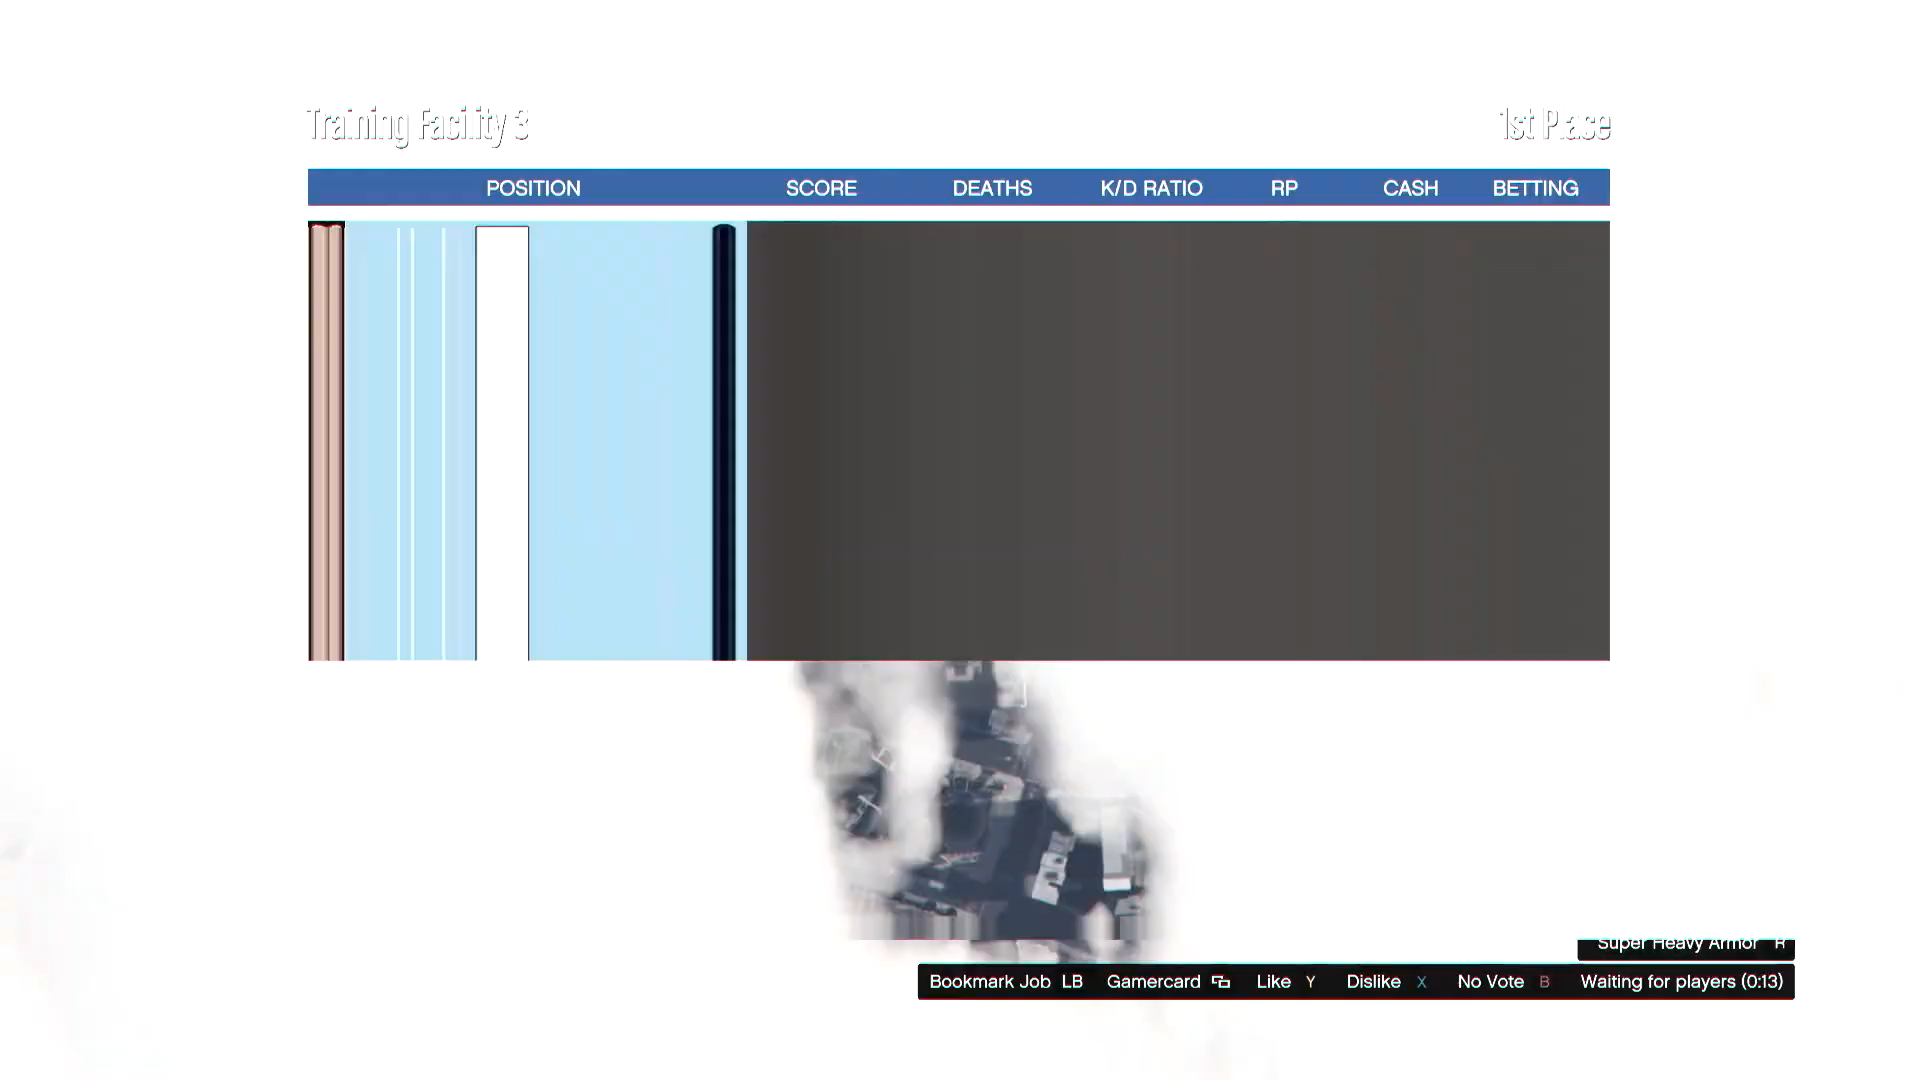 Training Facility 3
1st Place
POSITION SCORE DEATHS K/D RATIO RP CASH BETTING
Super Heavy Armor R
Bookmark Job LB Gamercard Like Y Dislike X No Vote B Waiting for players (0:13)